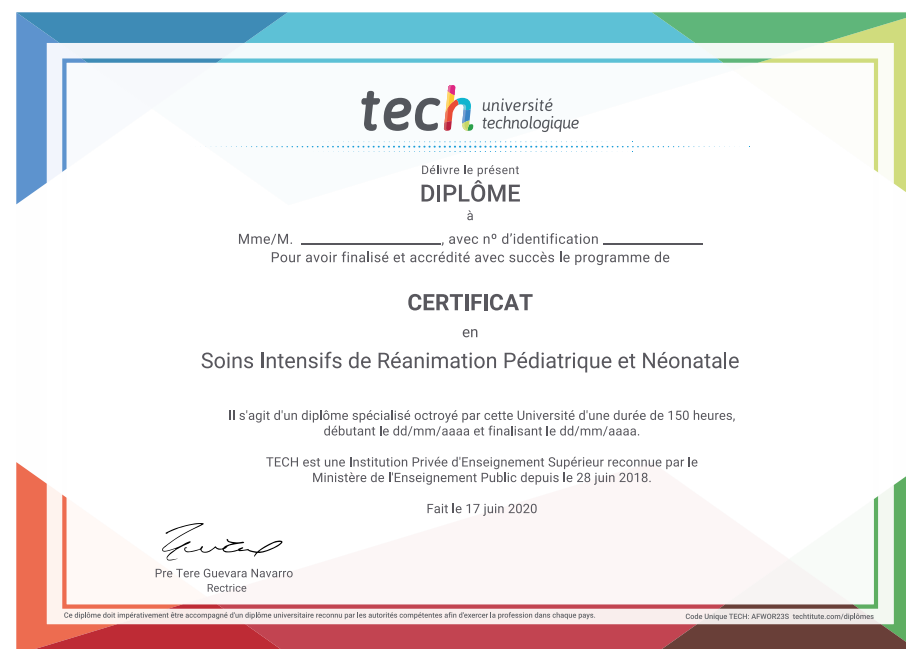 tech université
technologique
Délivre le présent
DIPLÔME
à
Mme/M. ____________________, avec nº d'identification ______________
Pour avoir finalisé et accrédité avec succès le programme de
CERTIFICAT
en
Soins Intensifs de Réanimation Pédiatrique et Néonatale
Il s'agit d'un diplôme spécialisé octroyé par cette Université d'une durée de 150 heures,
débutant le dd/mm/aaaa et finalisant le dd/mm/aaaa.
TECH est une Institution Privée d'Enseignement Supérieur reconnue par le
Ministère de l'Enseignement Public depuis le 28 juin 2018.
Fait le 17 juin 2020
Pre Tere Guevara Navarro
Rectrice
Ce diplôme doit impérativement être accompagné d'un diplôme universitaire reconnu par les autorités compétentes afin d'exercer la profession dans chaque pays.
Code Unique TECH: AFWOR23S techtitute.com/diplômes